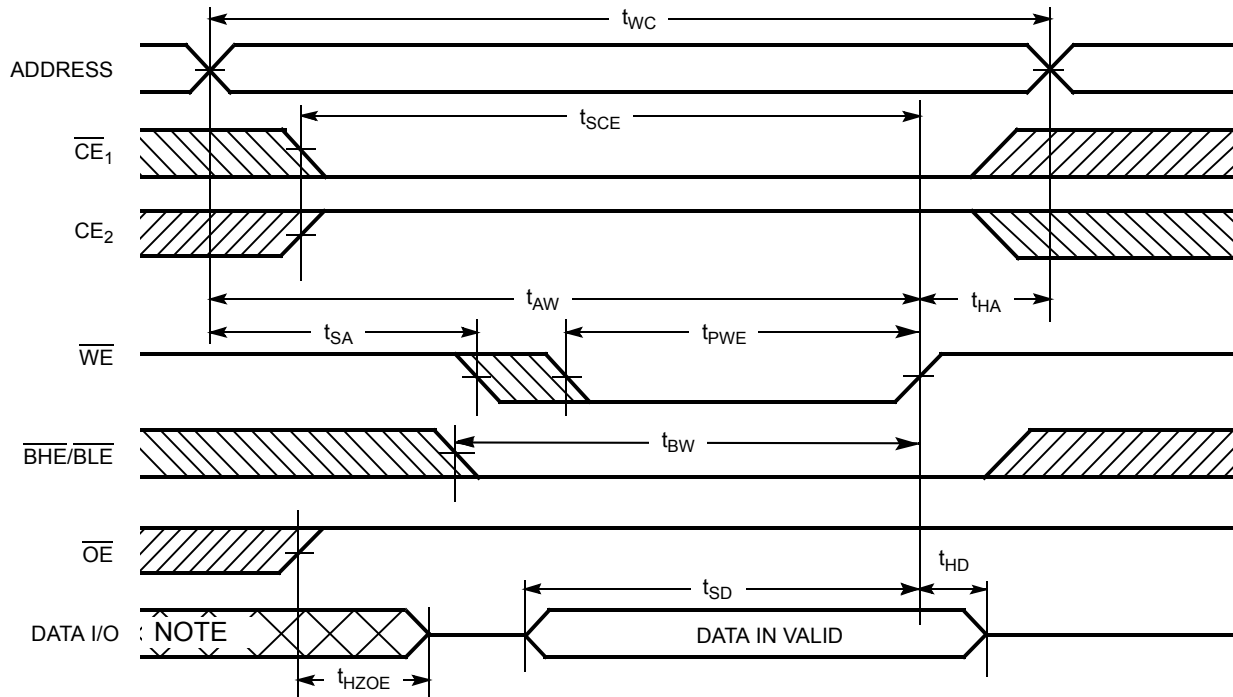 tWC
ADDRESS
tSCE
CE1
CE2
tAW
tHA
tSA
tPWE
WE
tBW
BHE/BLE
OE
tHD
tSD
DATA I/O NOTE DATA IN VALID
tHZOE